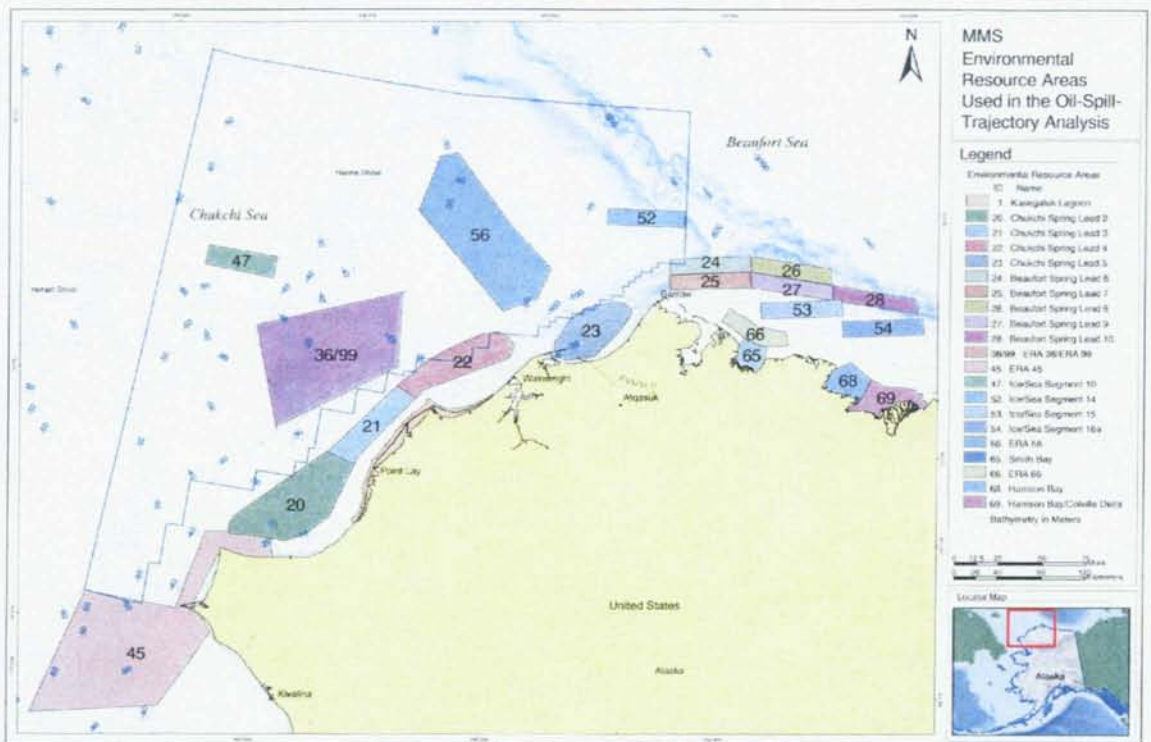 N
MMS
Environmental
Resource Areas
Used in the Oil-Spill-
Trajectory Analysis
Legend
Environmental Resource Areas
ID Name
1. Kasegaluk Lagoon
20. Chukchi Spring Lead 2
21. Chukchi Spring Lead 3
22. Chukchi Spring Lead 4
23. Chukchi Spring Lead 5
24. Beaufort Spring Lead 6
25. Beaufort Spring Lead 7
26. Beaufort Spring Lead 8
27. Beaufort Spring Lead 9
28. Beaufort Spring Lead 10
36/99. ERA 36/ERA 99
45. ERA 45
47. Ice/Sea Segment 10
52. Ice/Sea Segment 14
53. Ice/Sea Segment 15
54. Ice/Sea Segment 16a
56. ERA 56
65. Smith Bay
66. ERA 66
68. Harrison Bay
69. Harrison Bay/Colville Delta
Bathymetry in Meters
Locator Map
Alaska
Beaufort Sea
Hanna Shoal
Chukchi Sea
Herald Shoal
56
52
47
24
26
25
27
28
Barrow
53
54
23
66
65
36/99
22
Wainwright
Atqasuk
68
69
21
1
Point Lay
20
United States
45
Alaska
Kivalina